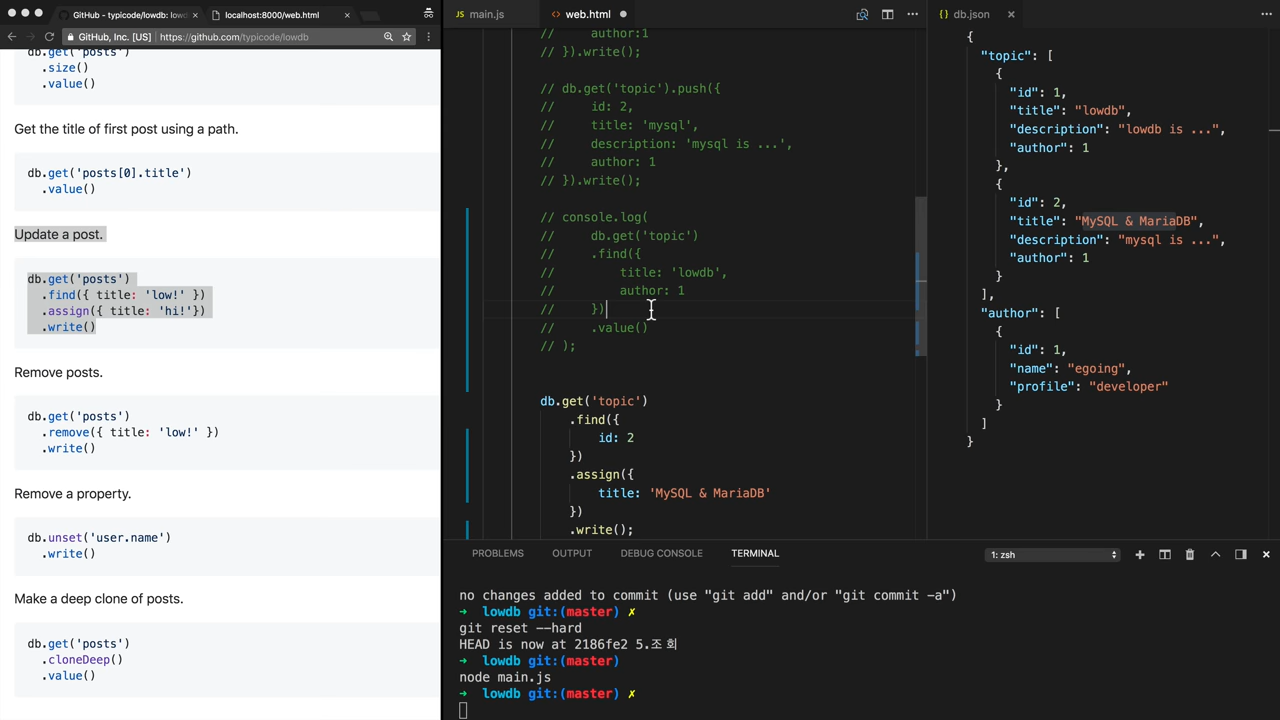 GitHub - typicode/lowdb: lowd
localhost:8000/web.html
GitHub, Inc. [US] | https://github.com/typicode/lowdb
db.get('posts')
.size()
.value()
Get the title of first post using a path.
db.get('posts[0].title')
.value()
Update a post.
db.get('posts')
.find({ title: 'low!' })
.assign({ title: 'hi!'})
.write()
Remove posts.
db.get('posts')
.remove({ title: 'low!' })
.write()
Remove a property.
db.unset('user.name')
.write()
Make a deep clone of posts.
db.get('posts')
.cloneDeep()
.value()
JS main.js
web.html
// author:1
// }).write();
// db.get('topic').push({
// id: 2,
// title: 'mysql',
// description: 'mysql is ...',
// author: 1
// }).write();
// console.log(
// db.get('topic')
// .find({
// title: 'lowdb',
// author: 1
// })
// .value()
// );
db.get('topic')
.find({
id: 2
})
.assign({
title: 'MySQL & MariaDB'
})
.write();
db.json
{
"topic": [
{
"id": 1,
"title": "lowdb",
"description": "lowdb is ...",
"author": 1
},
{
"id": 2,
"title": "MySQL & MariaDB",
"description": "mysql is ...",
"author": 1
}
],
"author": [
{
"id": 1,
"name": "egoing",
"profile": "developer"
}
]
}
PROBLEMS OUTPUT DEBUG CONSOLE TERMINAL
1: zsh
no changes added to commit (use "git add" and/or "git commit -a")
➜ lowdb git:(master) ✗
git reset --hard
HEAD is now at 2186fe2 5.조회
➜ lowdb git:(master)
node main.js
➜ lowdb git:(master) ✗